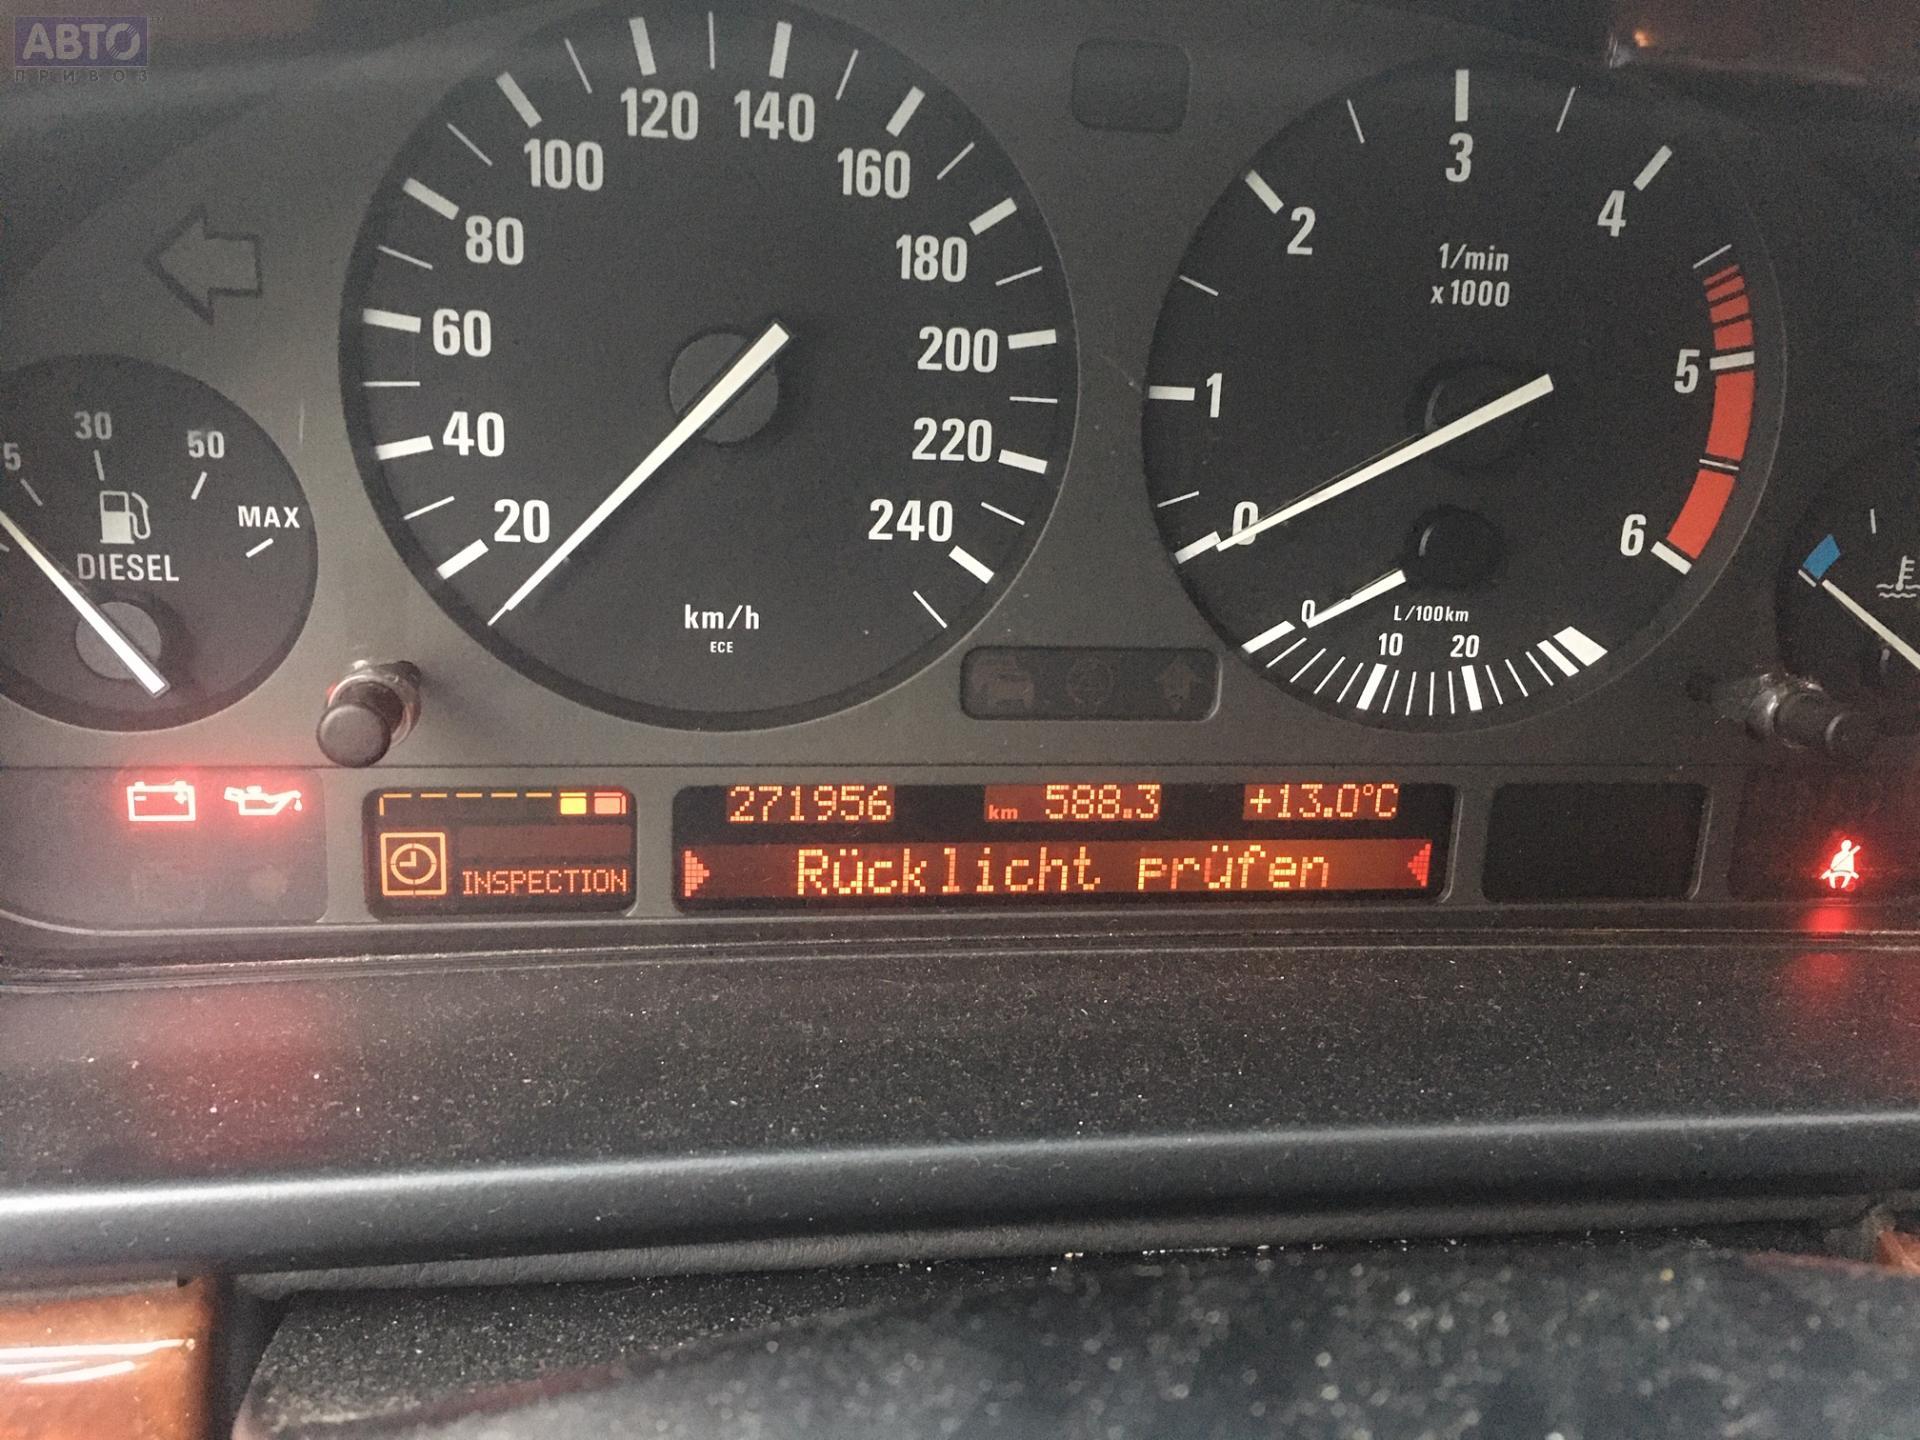 АВТО
ПРИВОЗ
5 30 50 MAX
DIESEL
20 40 60 80 100 120 140 160 180 200 220 240
km/h
ECE
0 1 2 3 4 5 6
1/min
x1000
0 10 20
L/100km
INSPECTION
271956 km 588.3 +13.0°C
Rücklicht prüfen